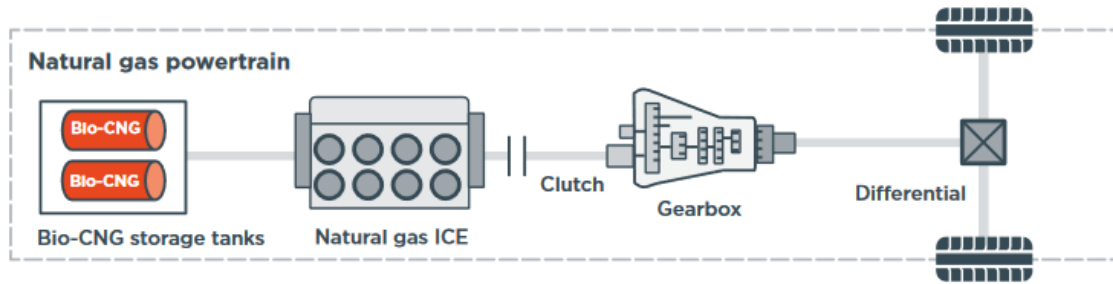 Natural gas powertrain
Bio-CNG
Bio-CNG
Clutch
Differential
Gearbox
Bio-CNG storage tanks
Natural gas ICE